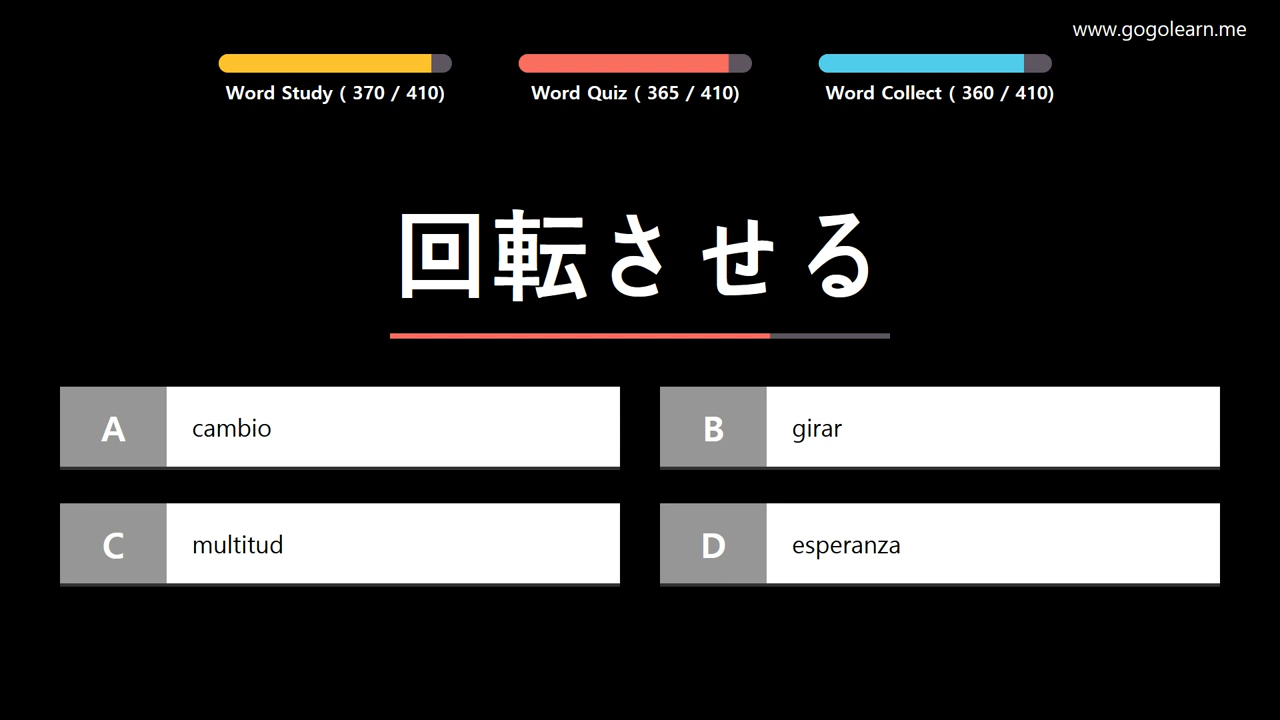 www.gogolearn.me
Word Study ( 370 / 410)
Word Quiz ( 365 / 410)
Word Collect ( 360 / 410)
回転させる
A cambio
B girar
C multitud
D esperanza